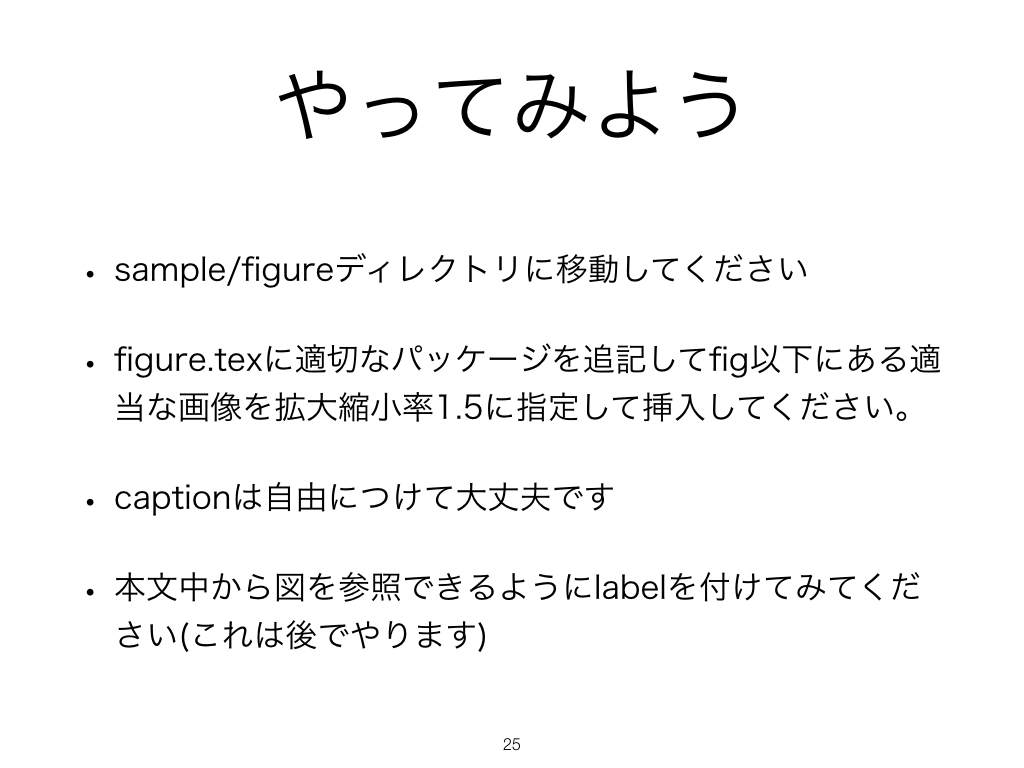 やってみよう
• sample/figureディレクトリに移動してください
• figure.texに適切なパッケージを追記してfig以下にある適
当な画像を拡大縮小率1.5に指定して挿入してください。
• captionは自由につけて大丈夫です
• 本文中から図を参照できるようにlabelを付けてみてくだ
さい(これは後でやります)
25